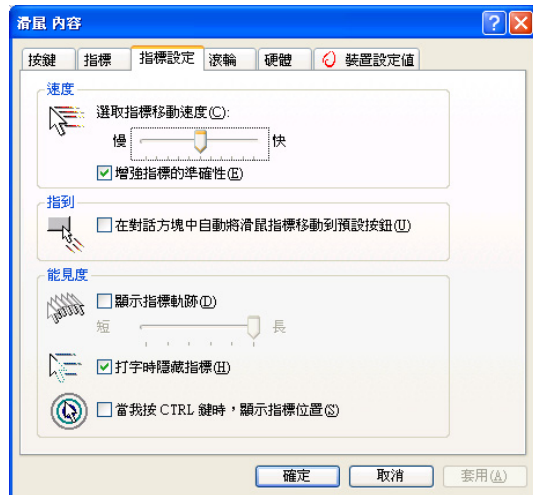 滑鼠 內容
按鍵 指標 指標設定 滾輪 硬體 裝置設定值
速度
選取指標移動速度(C):
慢 快
增強指標的準確性(E)
指到
在對話方塊中自動將滑鼠指標移動到預設按鈕(U)
能見度
顯示指標軌跡(D)
短 長
打字時隱藏指標(H)
當我按 CTRL 鍵時，顯示指標位置(S)
確定 取消 套用(A)